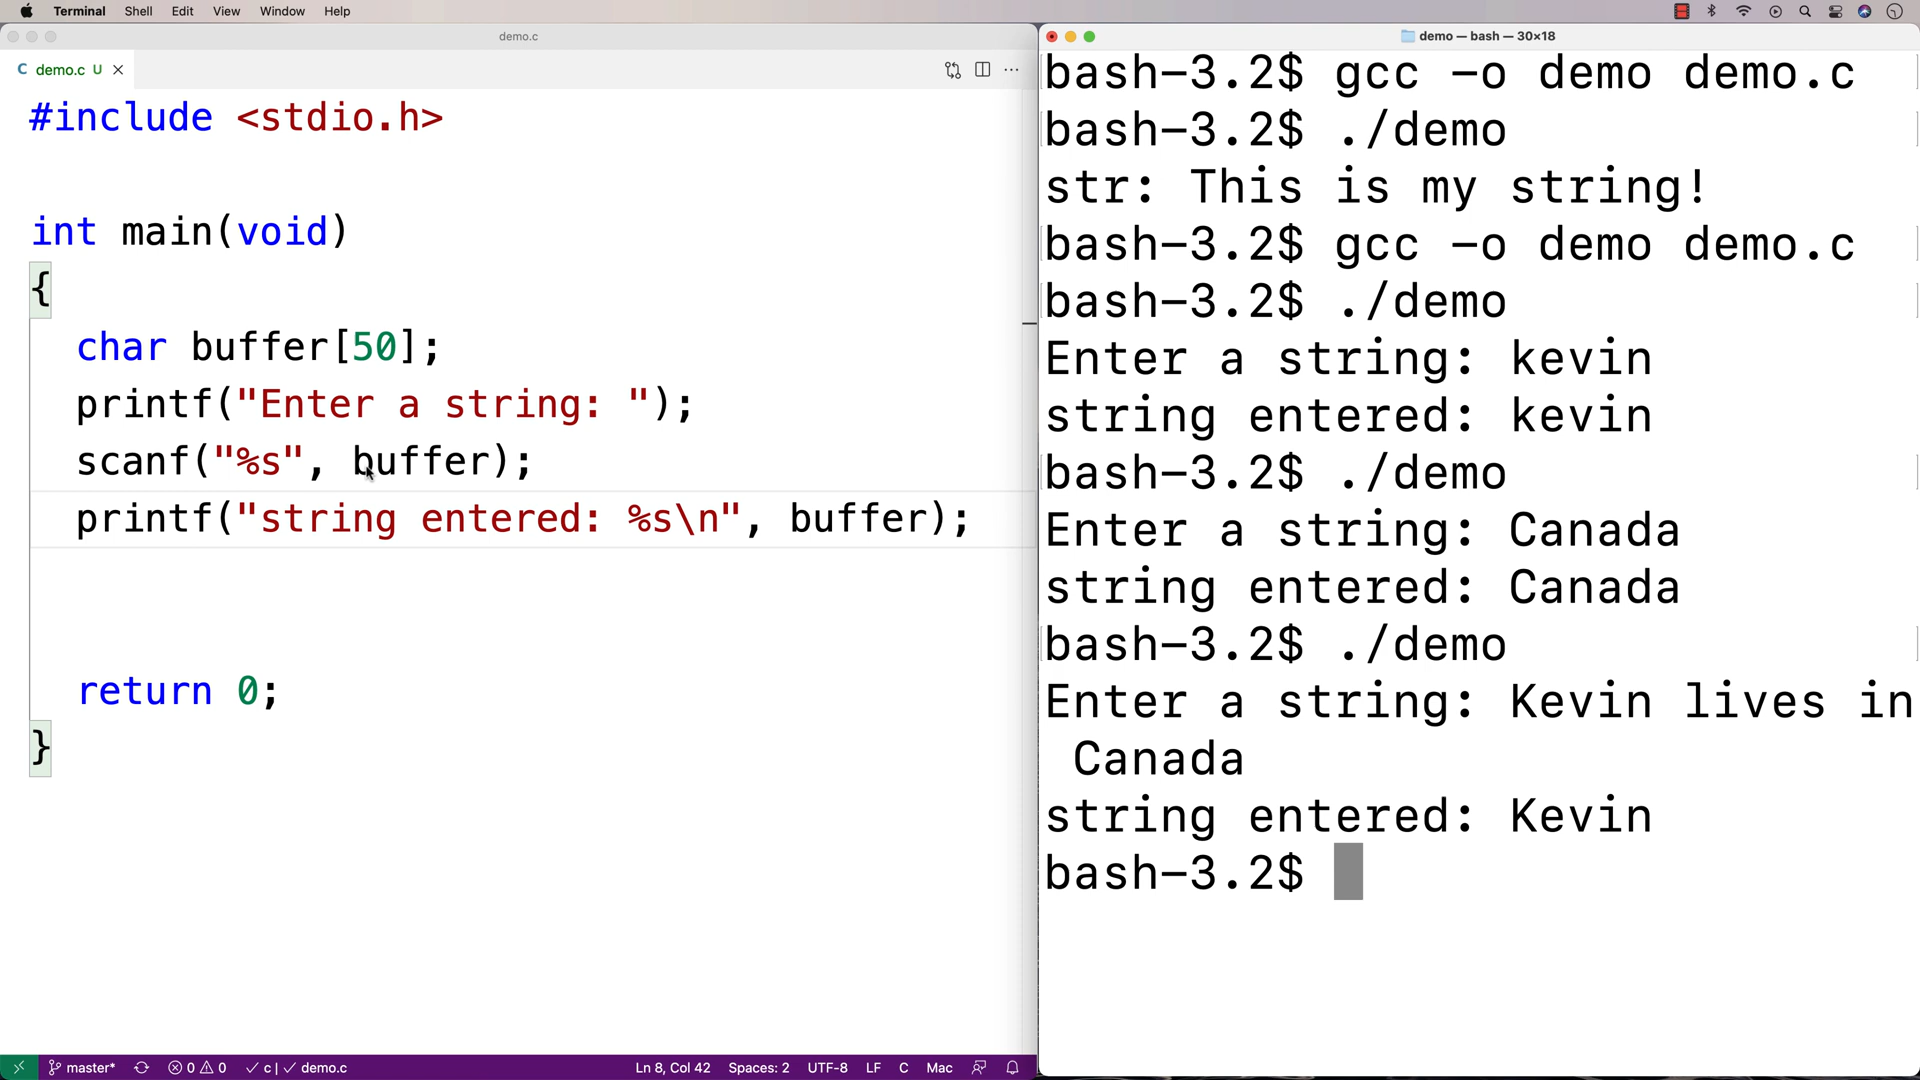 Terminal Shell Edit View Window Help
demo.c
C demo.c U
#include <stdio.h>
int main(void)
{
char buffer[50];
printf("Enter a string: ");
scanf("%s", buffer);
printf("string entered: %s\n", buffer);
return 0;
}
master* 0 0 c | demo.c Ln 8, Col 42 Spaces: 2 UTF-8 LF C Mac
demo — bash — 30×18
bash-3.2$ gcc -o demo demo.c
bash-3.2$ ./demo
str: This is my string!
bash-3.2$ gcc -o demo demo.c
bash-3.2$ ./demo
Enter a string: kevin
string entered: kevin
bash-3.2$ ./demo
Enter a string: Canada
string entered: Canada
bash-3.2$ ./demo
Enter a string: Kevin lives in
Canada
string entered: Kevin
bash-3.2$